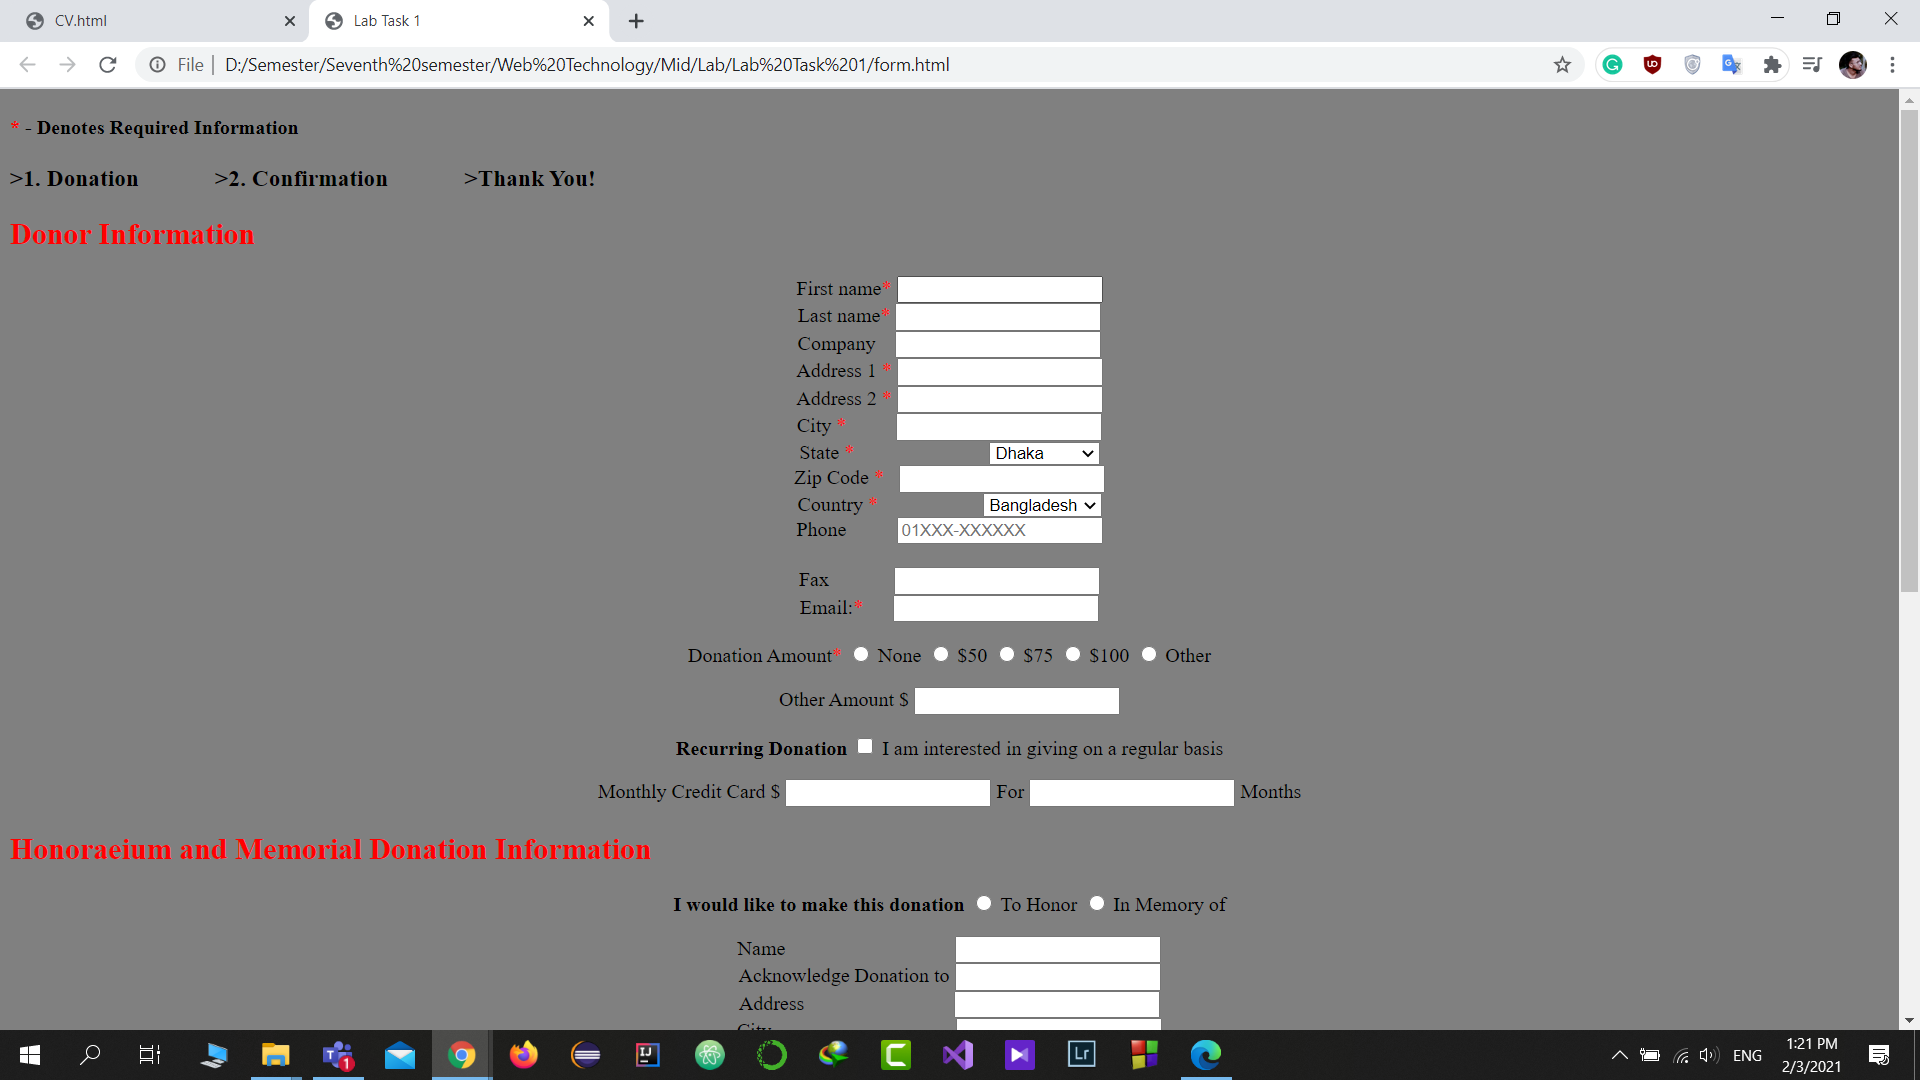 CV.html
Lab Task 1
File | D:/Semester/Seventh%20semester/Web%20Technology/Mid/Lab/Lab%20Task%201/form.html
* - Denotes Required Information
>1. Donation >2. Confirmation >Thank You!
Donor Information
First name*
Last name*
Company
Address 1 *
Address 2 *
City *
State * Dhaka
Zip Code *
Country * Bangladesh
Phone 01XXX-XXXXXX
Fax
Email:*
Donation Amount* None $50 $75 $100 Other
Other Amount $
Recurring Donation I am interested in giving on a regular basis
Monthly Credit Card $ For Months
Honoraeium and Memorial Donation Information
I would like to make this donation To Honor In Memory of
Name
Acknowledge Donation to
Address
City
1
IJ
C
Lr
ENG
1:21 PM
2/3/2021